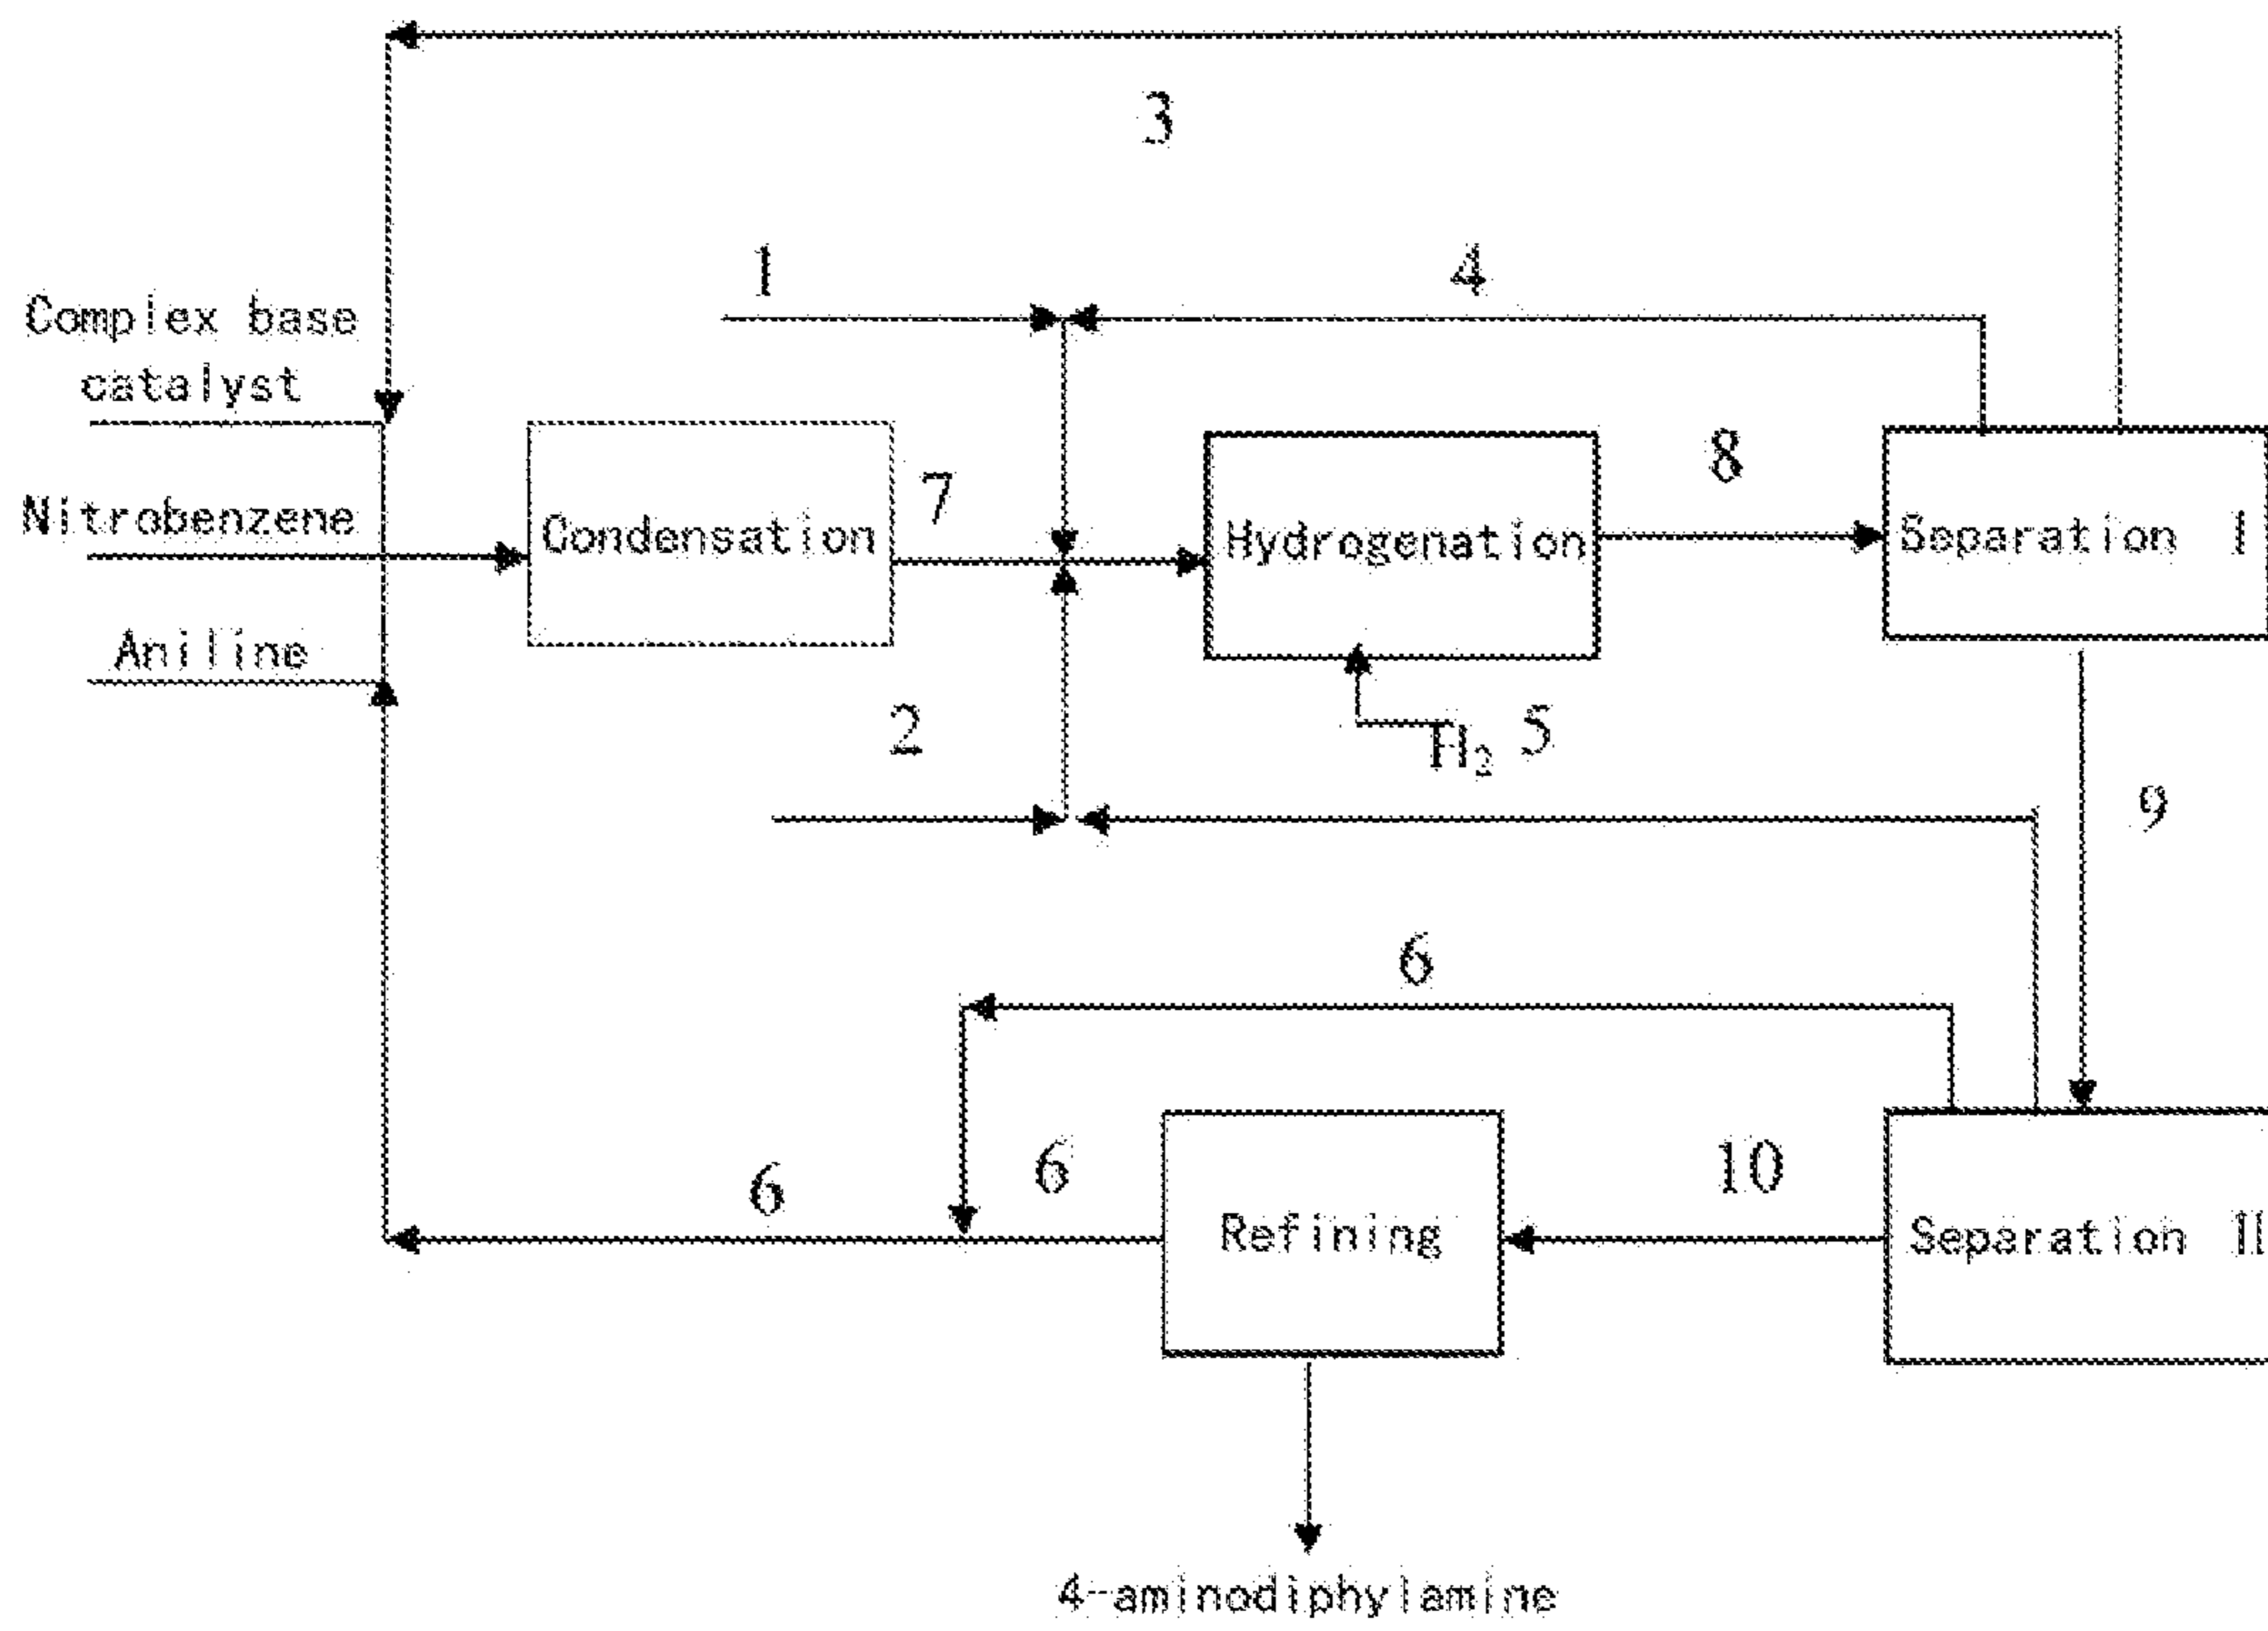 3
1
4
Complex base
catalyst
7
8
Nitrobenzene
Condensation
Hydrogenation
Separation I
Aniline
2
H₂ 5
9
6
6
6
10
Refining
Separation II
4-aminodiphylamine